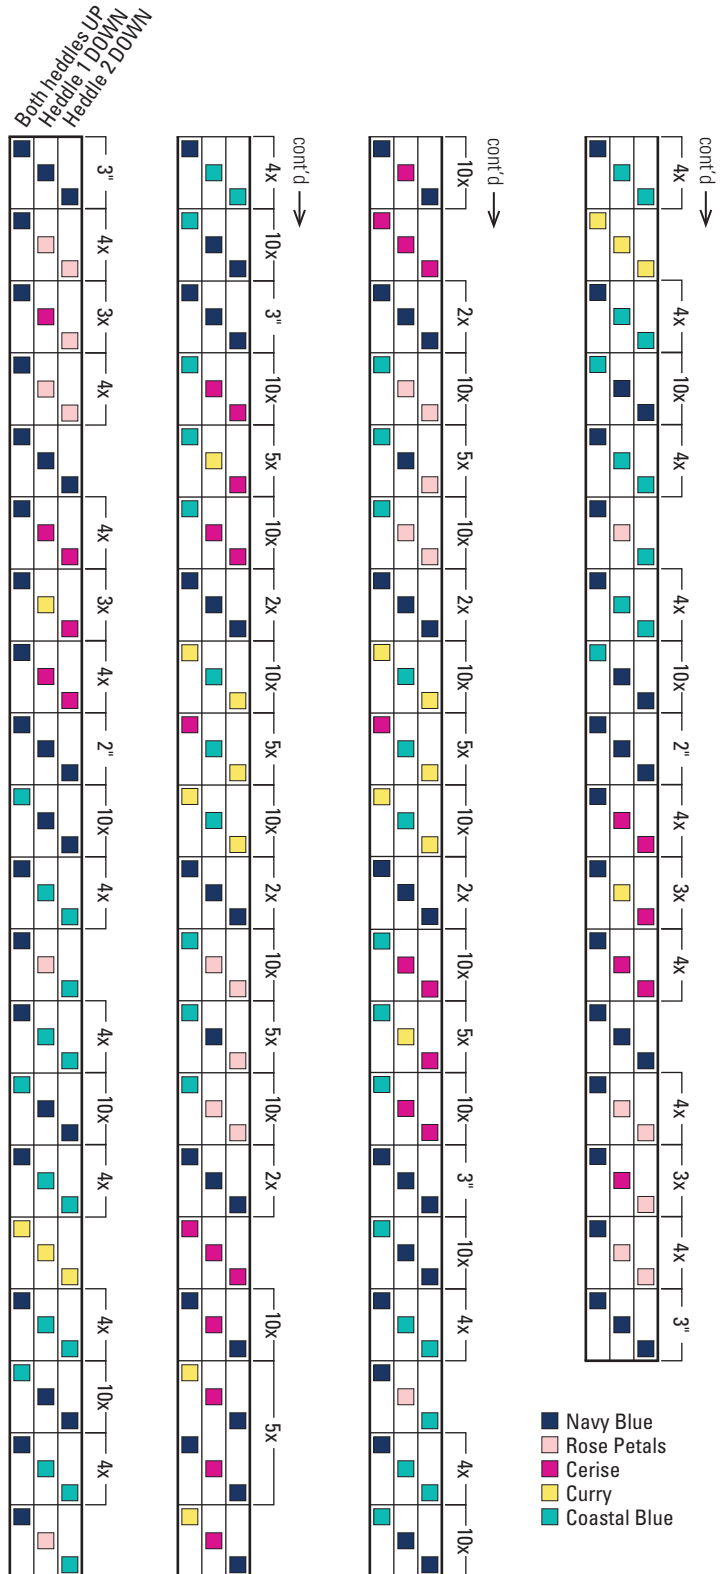 Both heddles UP
Heddle 1 DOWN
Heddle 2 DOWN
3"
4x
3x
4x
4x
3x
4x
2"
10x
4x
4x
10x
4x
4x
10x
4x
cont'd
4x
10x
3"
10x
5x
10x
2x
10x
5x
10x
2x
10x
5x
10x
2x
10x
5x
cont'd
10x
2x
10x
5x
10x
2x
10x
5x
10x
2x
10x
5x
10x
3"
10x
4x
4x
10x
cont'd
4x
4x
10x
4x
4x
10x
2"
4x
3x
4x
4x
3x
4x
3"
Navy Blue
Rose Petals
Cerise
Curry
Coastal Blue